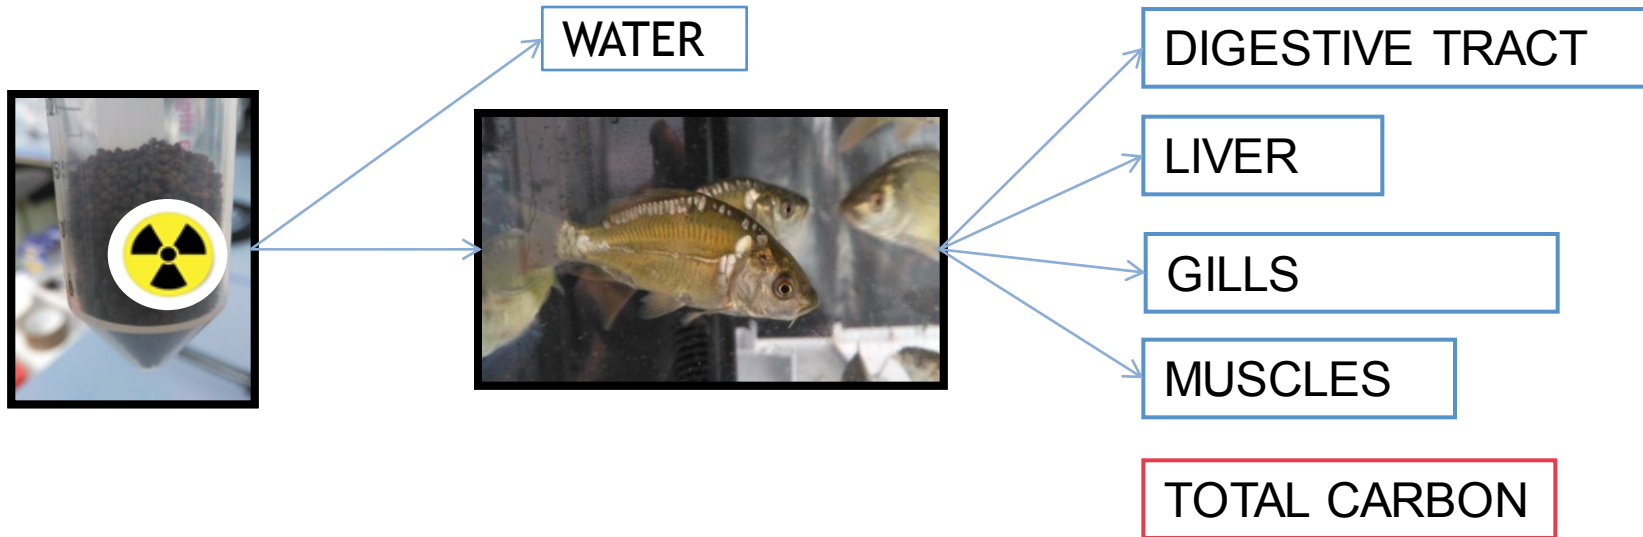 WATER
DIGESTIVE TRACT
LIVER
GILLS
MUSCLES
TOTAL CARBON